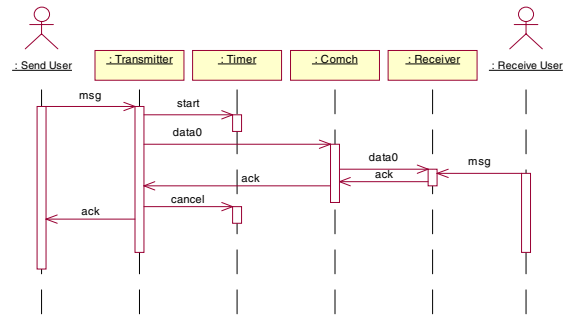 : Send User
: Transmitter
: Timer
: Comch
: Receiver
: Receive User
msg
start
data0
data0
msg
ack
ack
cancel
ack